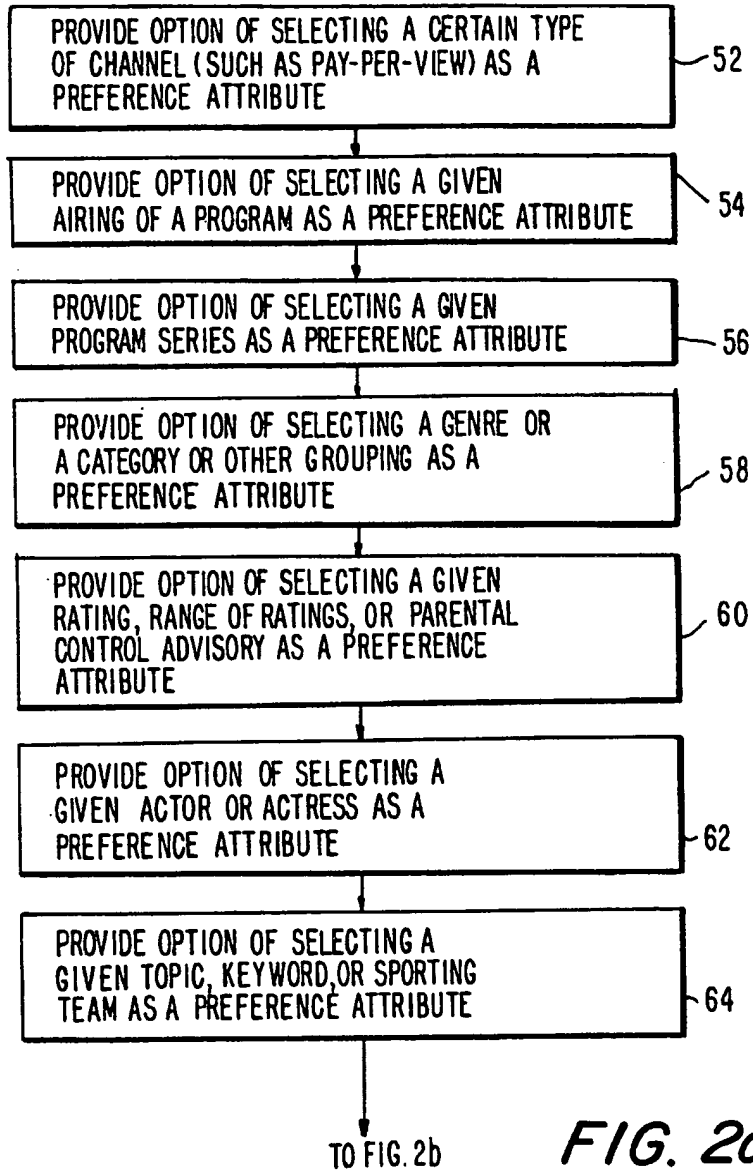 PROVIDE OPTION OF SELECTING A CERTAIN TYPE
OF CHANNEL (SUCH AS PAY-PER-VIEW) AS A
PREFERENCE ATTRIBUTE
52
PROVIDE OPTION OF SELECTING A GIVEN
AIRING OF A PROGRAM AS A PREFERENCE ATTRIBUTE
54
PROVIDE OPTION OF SELECTING A GIVEN
PROGRAM SERIES AS A PREFERENCE ATTRIBUTE
56
PROVIDE OPTION OF SELECTING A GENRE OR
A CATEGORY OR OTHER GROUPING AS A
PREFERENCE ATTRIBUTE
58
PROVIDE OPTION OF SELECTING A GIVEN
RATING, RANGE OF RATINGS, OR PARENTAL
CONTROL ADVISORY AS A PREFERENCE
ATTRIBUTE
60
PROVIDE OPTION OF SELECTING A
GIVEN ACTOR OR ACTRESS AS A
PREFERENCE ATTRIBUTE
62
PROVIDE OPTION OF SELECTING A
GIVEN TOPIC, KEYWORD, OR SPORTING
TEAM AS A PREFERENCE ATTRIBUTE
64
TO FIG. 2b
FIG.